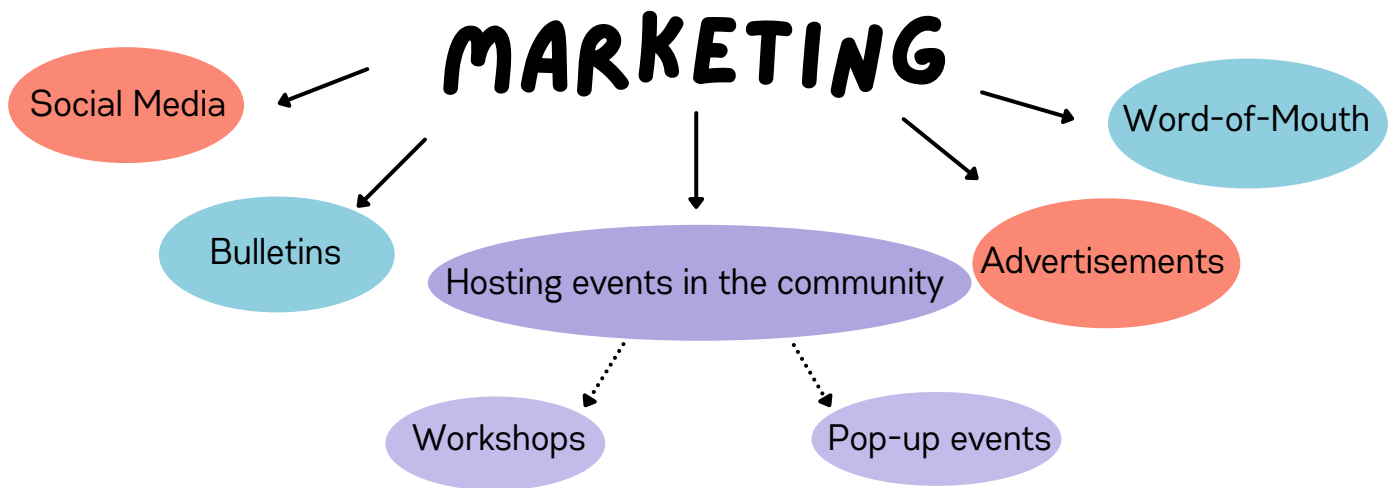 MARKETING
Social Media
Word-of-Mouth
Bulletins
Hosting events in the community
Advertisements
Workshops
Pop-up events